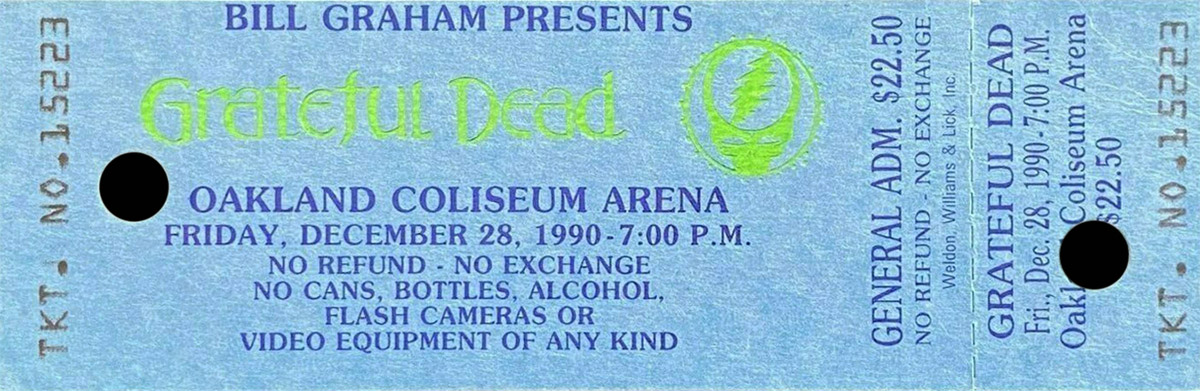 TKT. NO.15223
BILL GRAHAM PRESENTS
Grateful Dead
OAKLAND COLISEUM ARENA
FRIDAY, DECEMBER 28, 1990-7:00 P.M.
NO REFUND - NO EXCHANGE
NO CANS, BOTTLES, ALCOHOL,
FLASH CAMERAS OR
VIDEO EQUIPMENT OF ANY KIND
GENERAL ADM. $22.50
NO REFUND - NO EXCHANGE
Weldon, Williams & Lick, Inc.
GRATEFUL DEAD
Fri., Dec. 28, 1990-7:00 P.M.
Coliseum Arena
$22.50
TKT. NO.15223